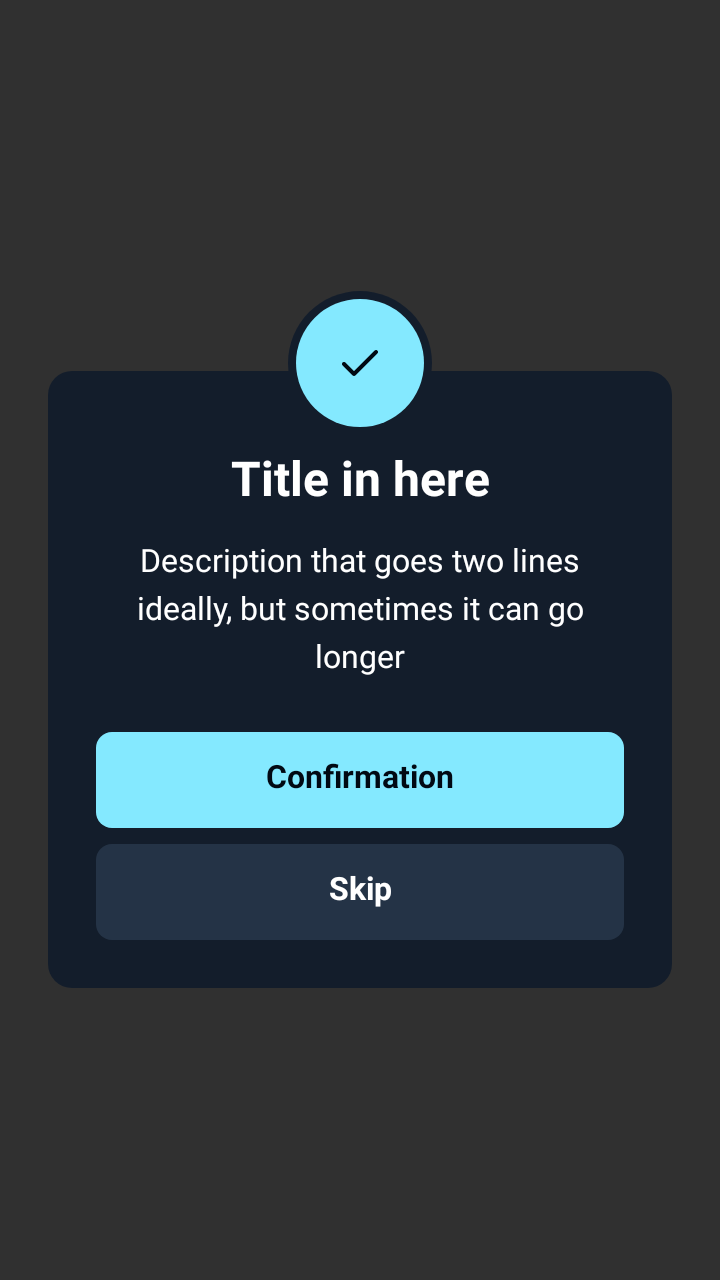 Title in here
Description that goes two lines
ideally, but sometimes it can go
longer
Confirmation
Skip